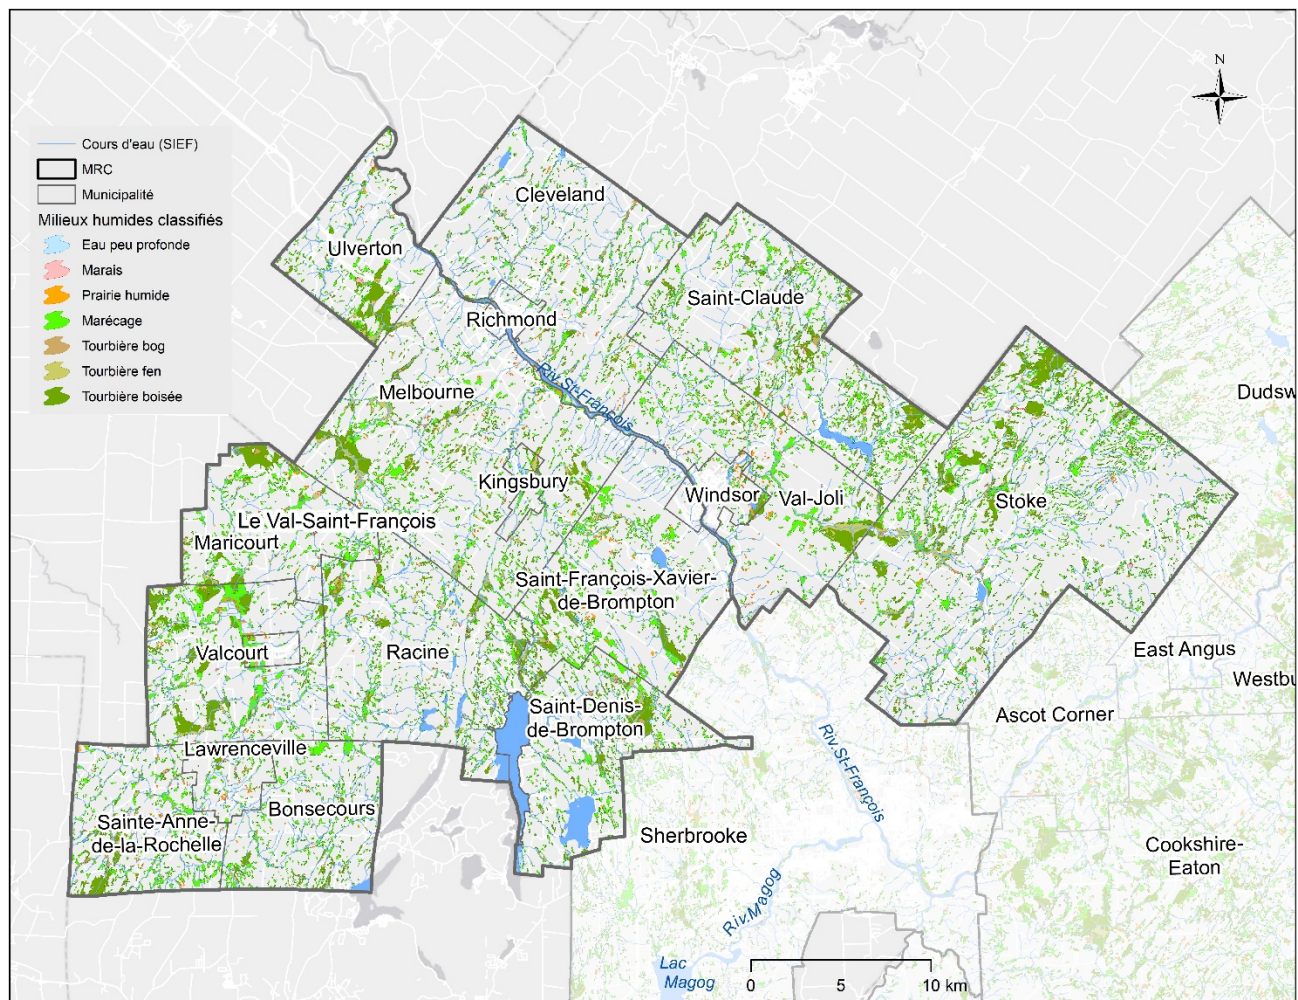 N
Cours d'eau (SIEF)
MRC
Municipalité
Milieux humides classifiés
Eau peu profonde
Marais
Prairie humide
Marécage
Tourbière bog
Tourbière fen
Tourbière boisée
Cleveland
Ulverton
Saint-Claude
Richmond
Riv.St-François
Melbourne
Dudsw
Kingsbury
Windsor
Val-Joli
Stoke
Le Val-Saint-François
Maricourt
Saint-François-Xavier-
de-Brompton
Valcourt
Racine
East Angus
Westbu
Saint-Denis-
de-Brompton
Ascot Corner
Lawrenceville
Riv.St-François
Bonsecours
Sainte-Anne-
de-la-Rochelle
Sherbrooke
Cookshire-
Eaton
Riv.Magog
Lac
Magog
0 5 10 km